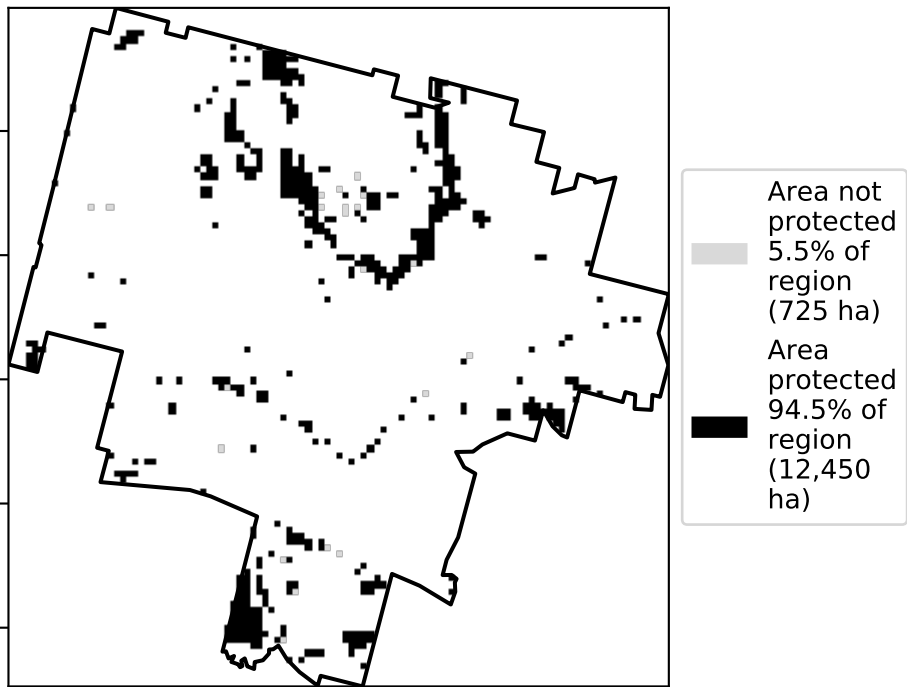 Area not
protected
5.5% of
region
(725 ha)
Area
protected
94.5% of
region
(12,450
ha)